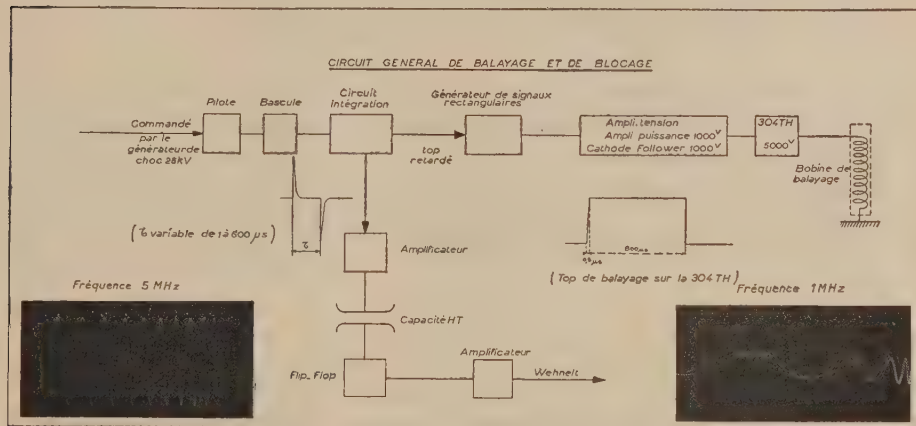 CIRCUIT GENERAL DE BALAYAGE ET DE BLOCAGE
Commandé
par le
générateur de
choc 28kV
Pilote
Bascule
Circuit
intégration
top
retardé
Générateur de signaux
rectangulaires
Ampli. tension
Ampli puissance 1000V
Cathode Follower 1000V
304TH
5000V
Bobine de
balayage
τ
(τ variable de 1 à 600 µs)
Amplificateur
Capacité HT
Flip_Flop
Amplificateur
Wehnelt
600µs
(Top de balayage sur la 304TH)
Fréquence 5 MHz
Fréquence 1MHz